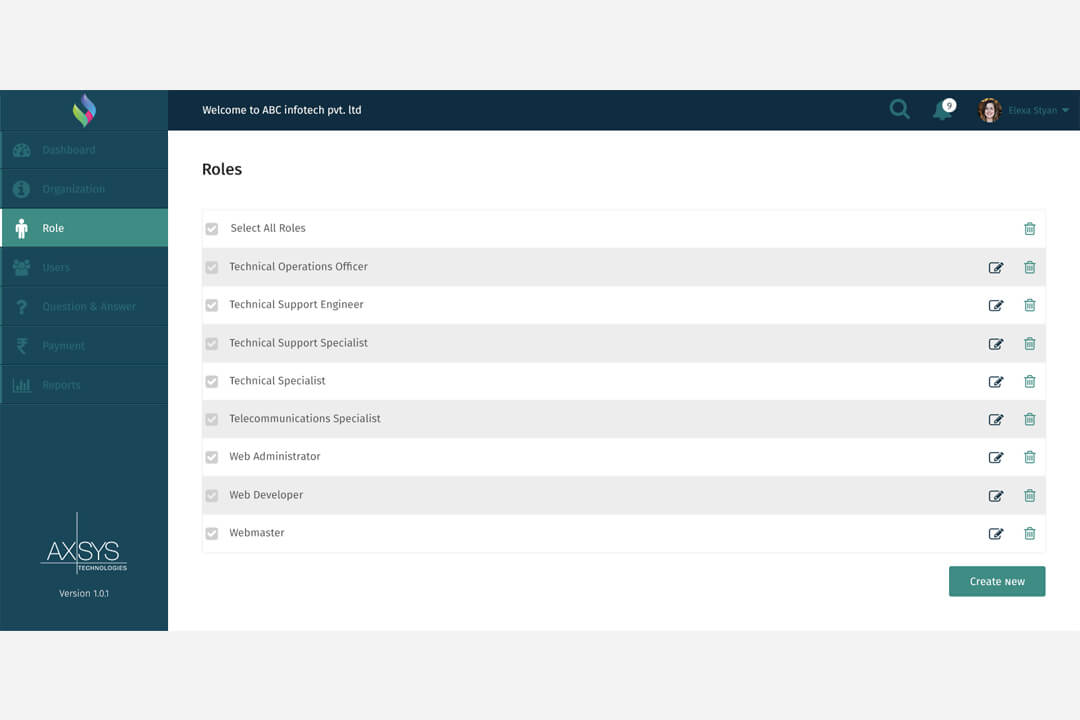 Welcome to ABC infotech pvt. ltd
9
Elexa Styan
Dashboard
Organization
Role
Users
Question & Answer
Payment
Reports
AXSYS
TECHNOLOGIES
Version 1.0.1
Roles
Select All Roles
Technical Operations Officer
Technical Support Engineer
Technical Support Specialist
Technical Specialist
Telecommunications Specialist
Web Administrator
Web Developer
Webmaster
Create New